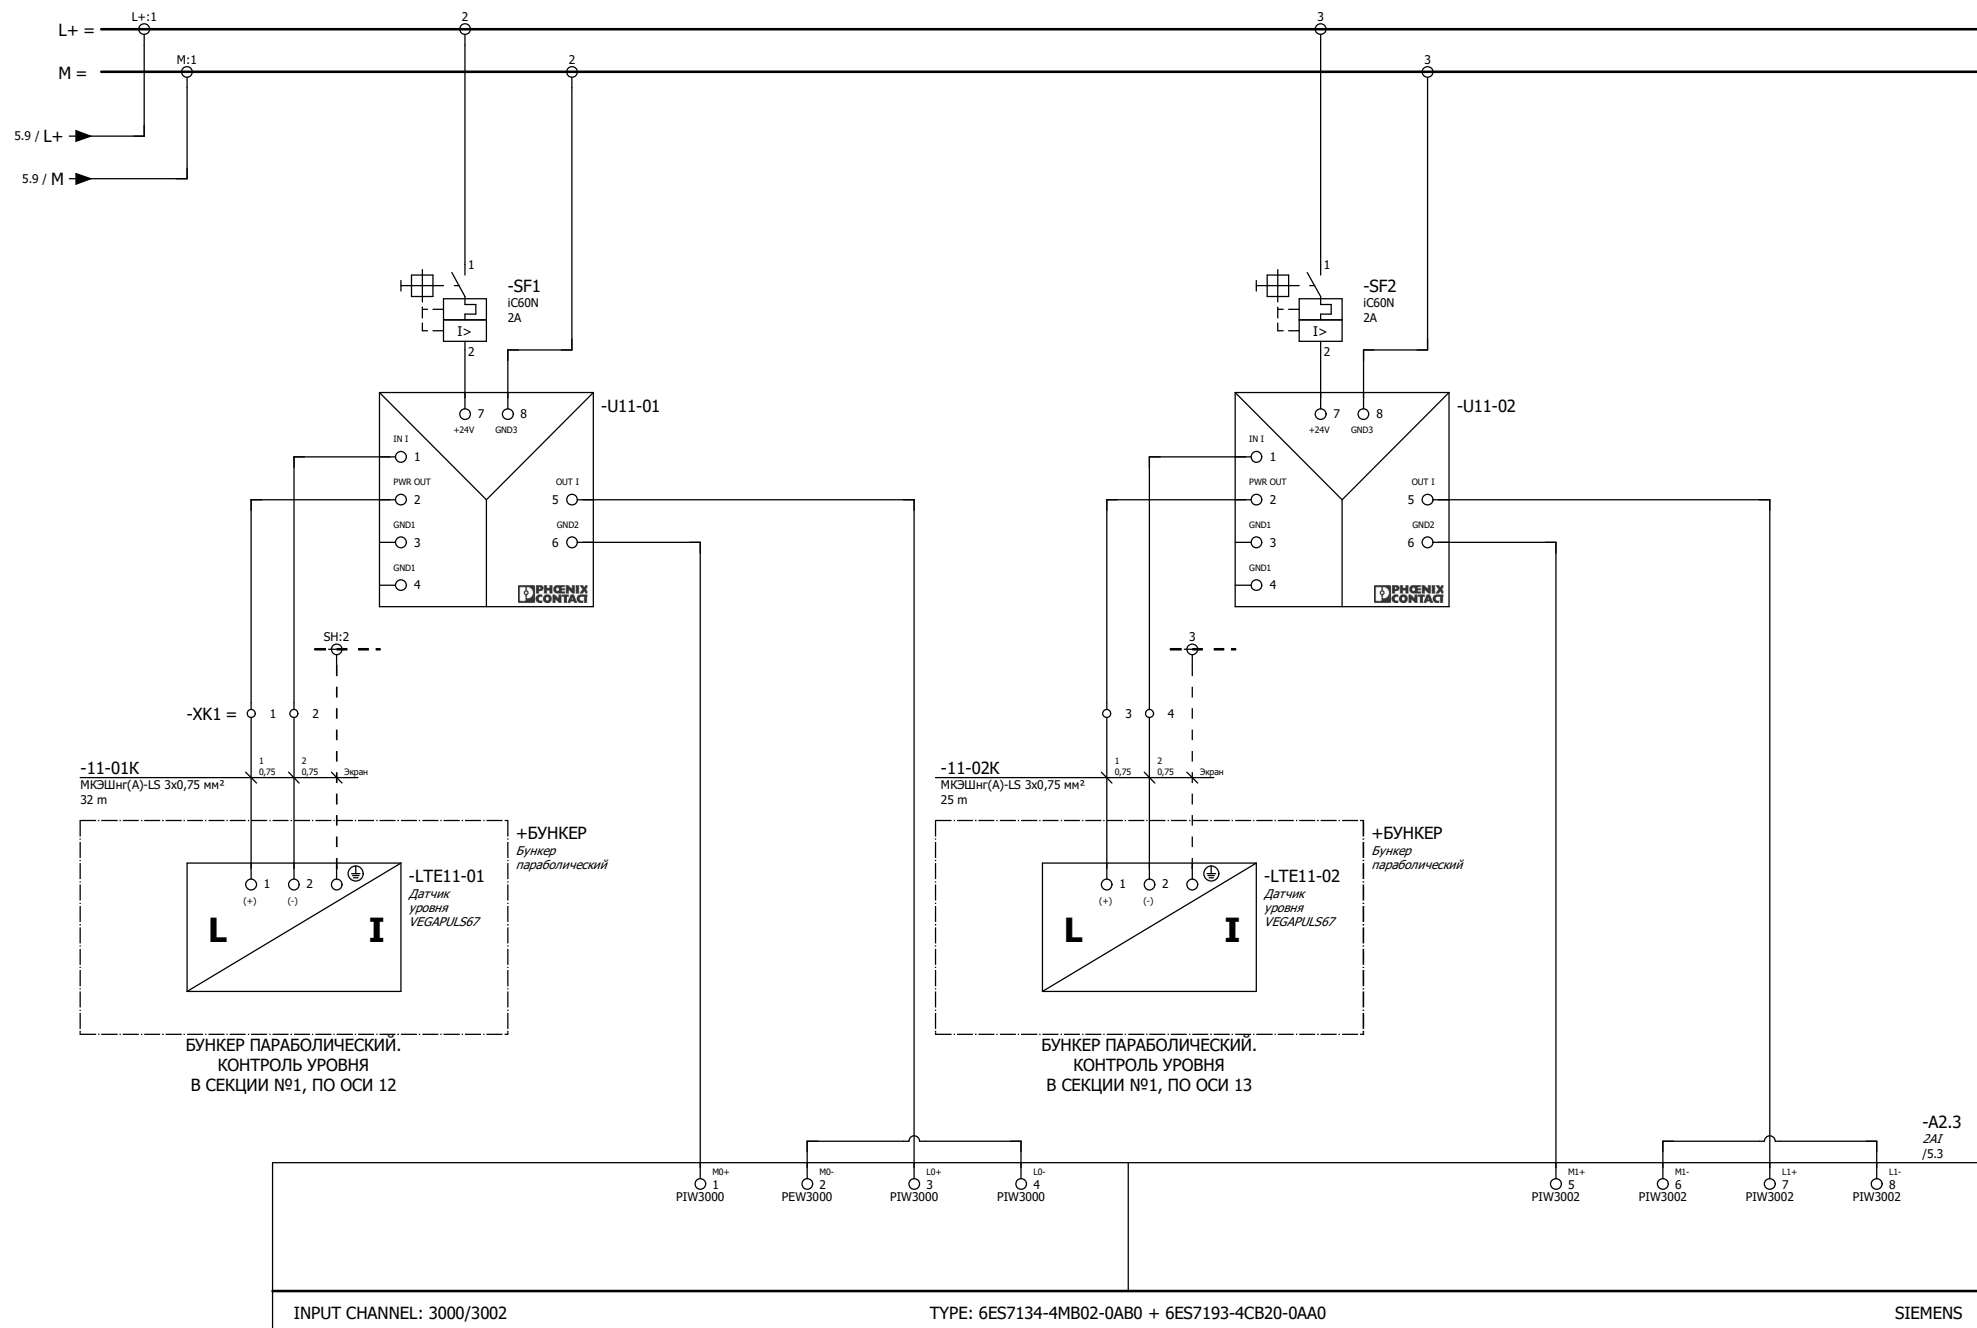 L+:1
2
3
L+ =
M:1
2
3
M =
5.9 / L+
5.9 / M
1
-SF1
iC60N
2A
I>
2
1
-SF2
iC60N
2A
I>
2
-U11-01
7
8
+24V
GND3
IN I
1
PWR OUT
2
OUT I
5
GND1
3
GND2
6
GND1
4
PHŒNIX
CONTACT
-U11-02
7
8
+24V
GND3
IN I
1
PWR OUT
2
OUT I
5
GND1
3
GND2
6
GND1
4
PHŒNIX
CONTACT
SH:2
3
-XK1 =
1
2
3
4
-11-01K
МКЭШнг(А)-LS 3x0,75 мм²
32 m
1
0,75
2
0,75
Экран
-11-02K
МКЭШнг(А)-LS 3x0,75 мм²
25 m
1
0,75
2
0,75
Экран
+БУНКЕР
Бункер
параболический
1
2
(+)
(-)
L
I
-LTE11-01
Датчик
уровня
VEGAPULS67
БУНКЕР ПАРАБОЛИЧЕСКИЙ.
КОНТРОЛЬ УРОВНЯ
В СЕКЦИИ №1, ПО ОСИ 12
+БУНКЕР
Бункер
параболический
1
2
(+)
(-)
L
I
-LTE11-02
Датчик
уровня
VEGAPULS67
БУНКЕР ПАРАБОЛИЧЕСКИЙ.
КОНТРОЛЬ УРОВНЯ
В СЕКЦИИ №1, ПО ОСИ 13
-A2.3
2AI
/5.3
M0+
1
PIW3000
M0-
2
PEW3000
L0+
3
PIW3000
L0-
4
PIW3000
M1+
5
PIW3002
M1-
6
PIW3002
L1+
7
PIW3002
L1-
8
PIW3002
INPUT CHANNEL: 3000/3002
TYPE: 6ES7134-4MB02-0AB0 + 6ES7193-4CB20-0AA0
SIEMENS